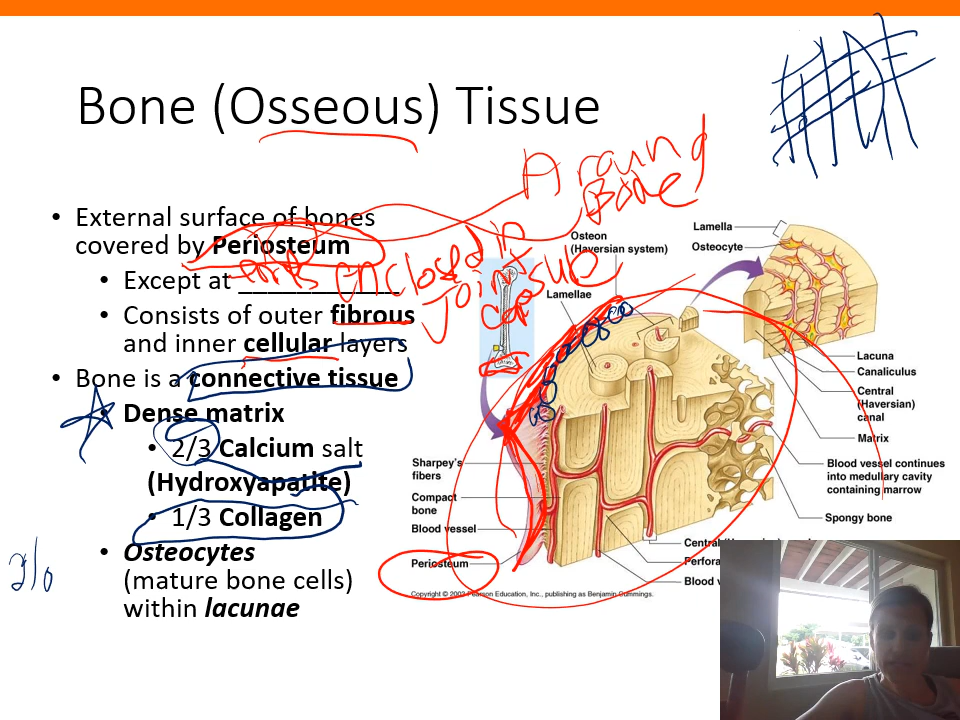 Bone (Osseous) Tissue
Around
Bone
• External surface of bones
covered by Periosteum
enclosed in
joint
capsule
• Except at ____________
• Consists of outer fibrous
and inner cellular layers
• Bone is a connective tissue
• Dense matrix
• 2/3 Calcium salt
(Hydroxyapatite)
• 1/3 Collagen
• Osteocytes
(mature bone cells)
within lacunae
Osteon
(Haversian system)
Lamellae
Lamella
Osteocyte
Lacuna
Canaliculus
Central
(Haversian)
canal
Matrix
Blood vessel continues
into medullary cavity
containing marrow
Spongy bone
Sharpey's
fibers
Compact
bone
Blood vessel
Periosteum
Central
Perfora
Blood v
Copyright © 2003 Pearson Education, Inc., publishing as Benjamin Cummings.